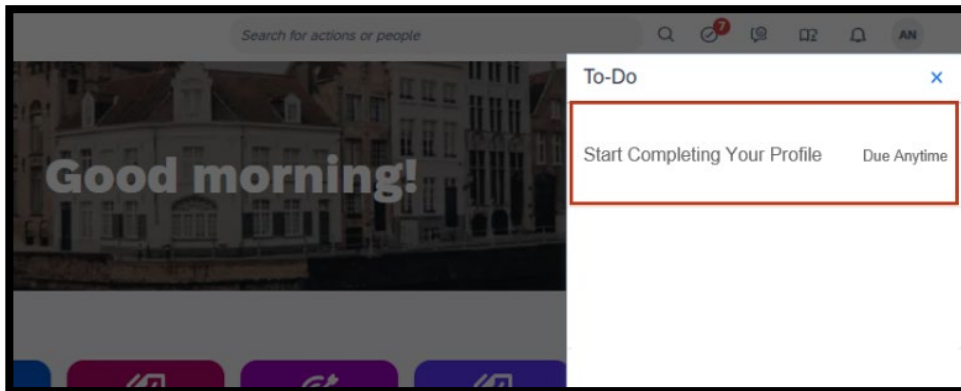 Search for actions or people
7
AN
To-Do
Start Completing Your Profile Due Anytime
Good morning!